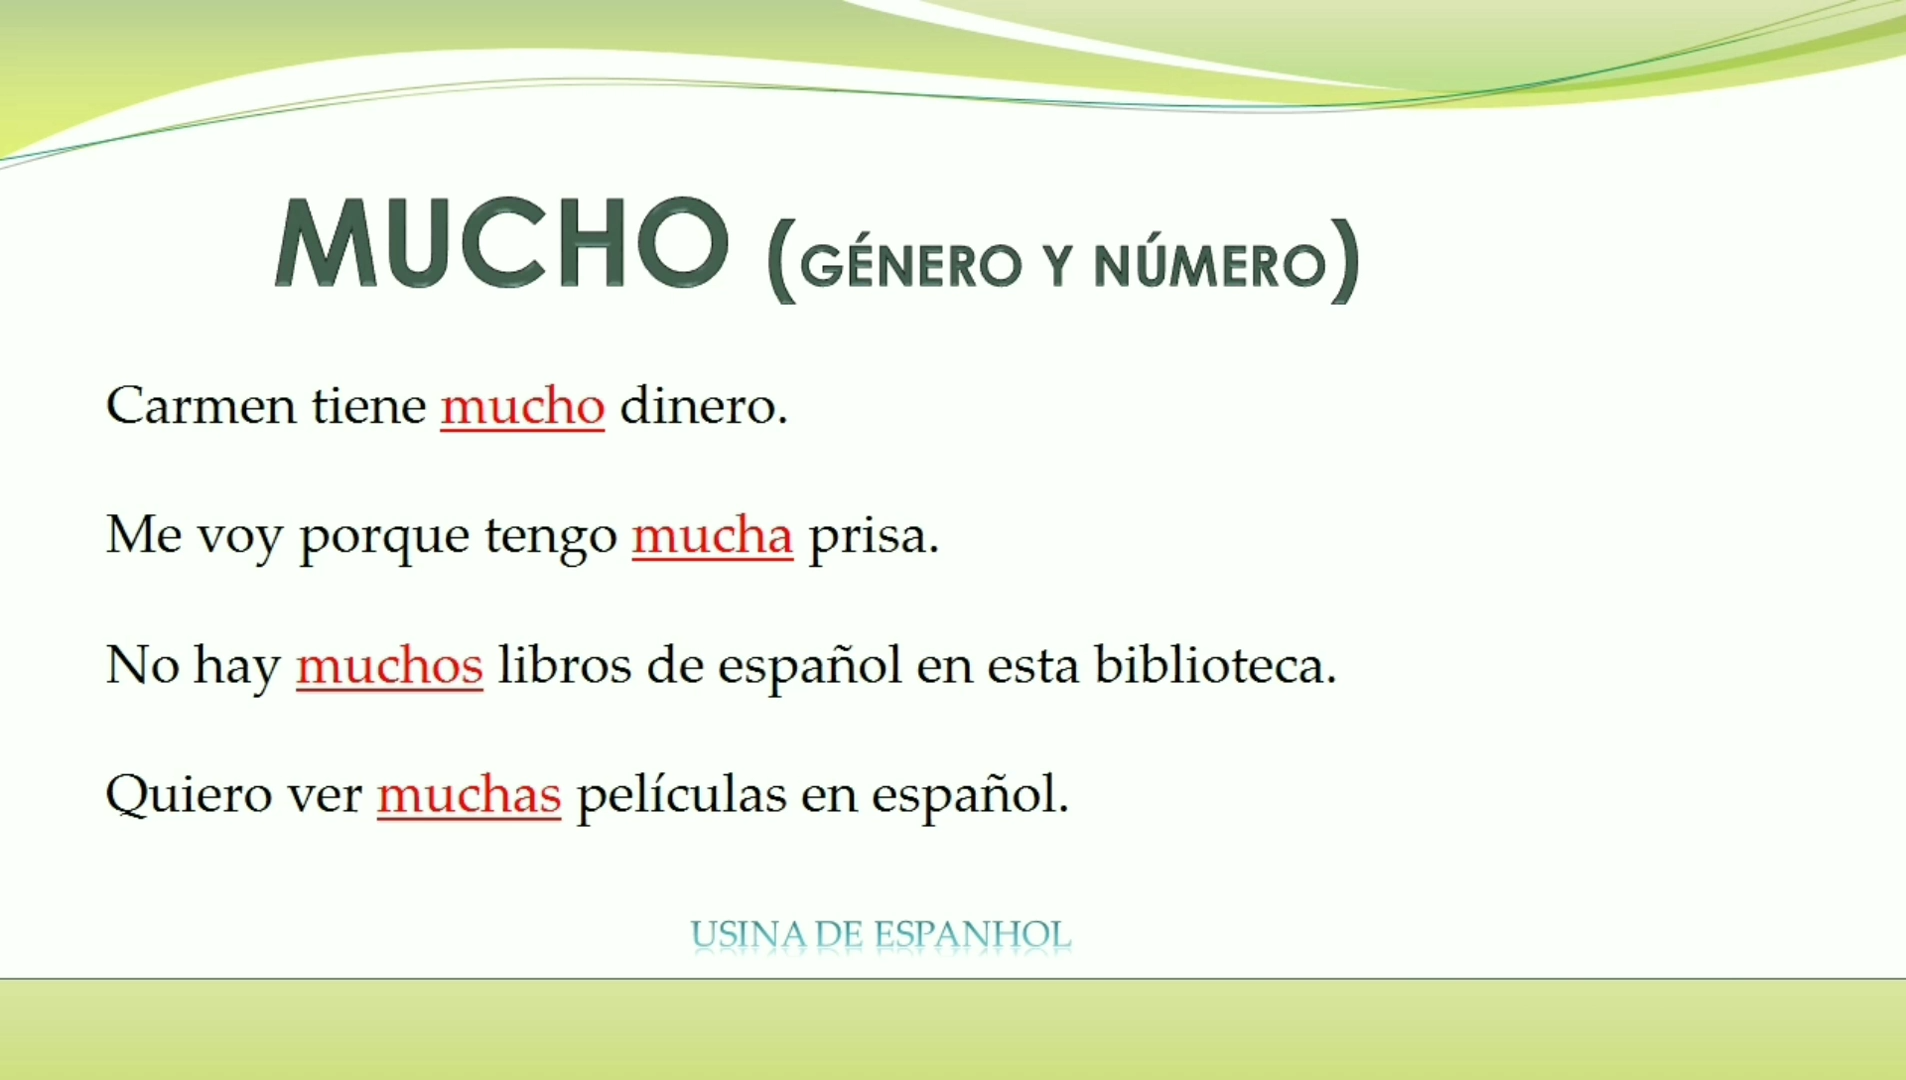 MUCHO (GÉNERO Y NÚMERO)
Carmen tiene mucho dinero.
Me voy porque tengo mucha prisa.
No hay muchos libros de español en esta biblioteca.
Quiero ver muchas películas en español.
USINA DE ESPANHOL